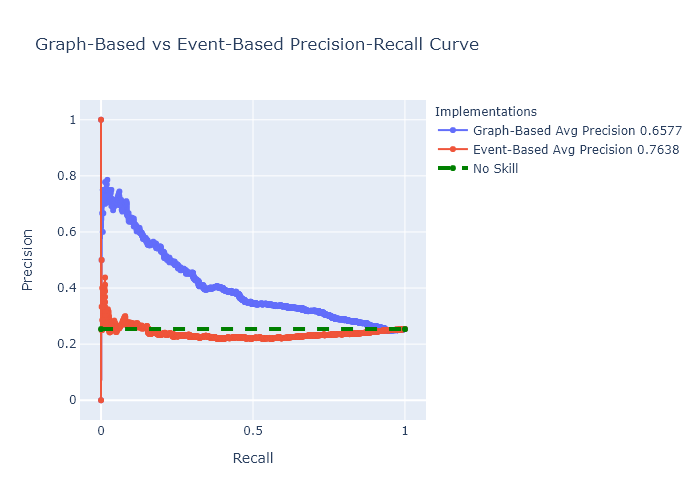 Graph-Based vs Event-Based Precision-Recall Curve
Implementations
Graph-Based Avg Precision 0.6577
Event-Based Avg Precision 0.7638
No Skill
Precision
1
0.8
0.6
0.4
0.2
0
0
0.5
1
Recall